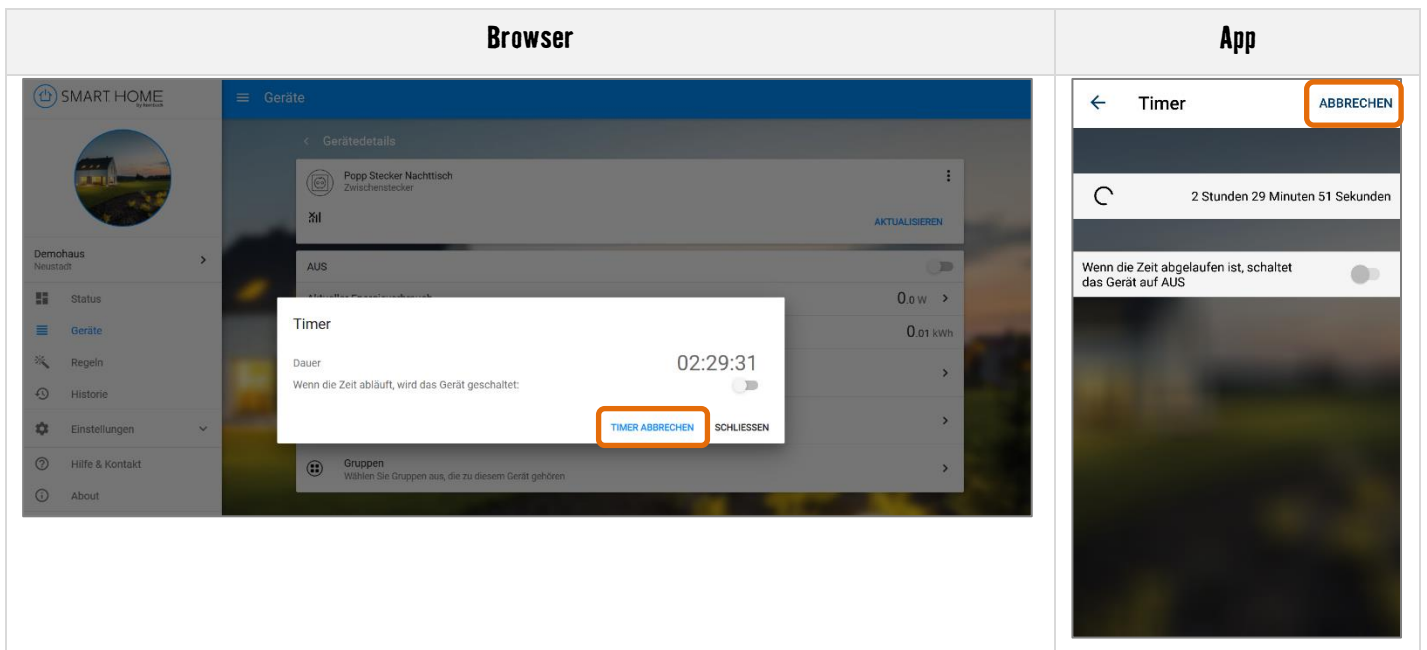 Browser
App
SMART HOME
Geräte
Gerätedetails
Popp Stecker Nachttisch
Zwischenstecker
AKTUALISIEREN
Demohaus
Neustadt
AUS
Status
0.0 W
Geräte
0.01 kWh
Regeln
Historie
Einstellungen
Hilfe & Kontakt
About
Timer
Dauer
02:29:31
Wenn die Zeit abläuft, wird das Gerät geschaltet:
TIMER ABBRECHEN
SCHLIESSEN
Gruppen
Wählen Sie Gruppen aus, die zu diesem Gerät gehören
Timer
ABBRECHEN
2 Stunden 29 Minuten 51 Sekunden
Wenn die Zeit abgelaufen ist, schaltet
das Gerät auf AUS